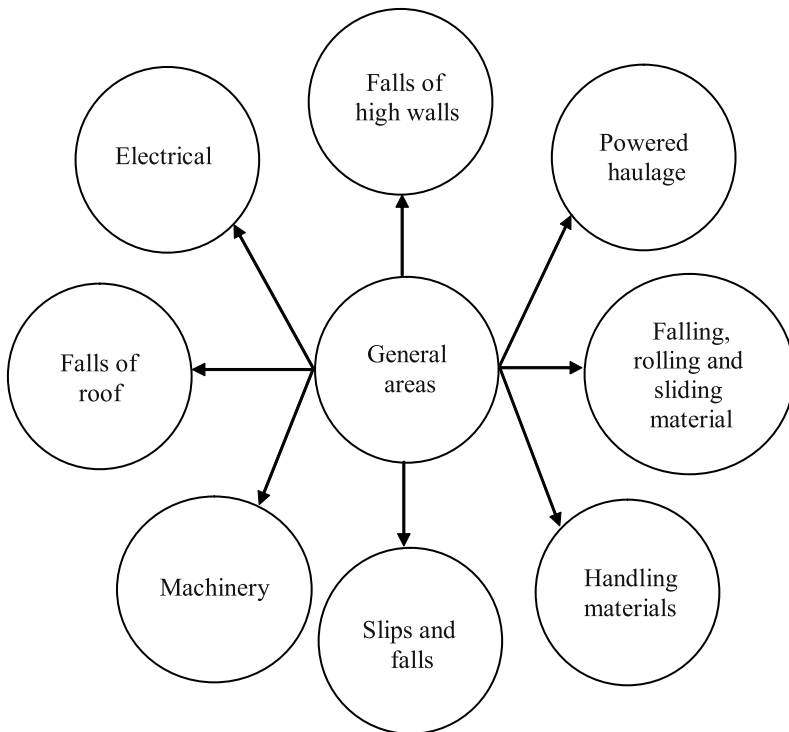 Falls of
high walls
Electrical
Powered
haulage
General
areas
Falls of
roof
Falling,
rolling and
sliding
material
Machinery
Handling
materials
Slips and
falls